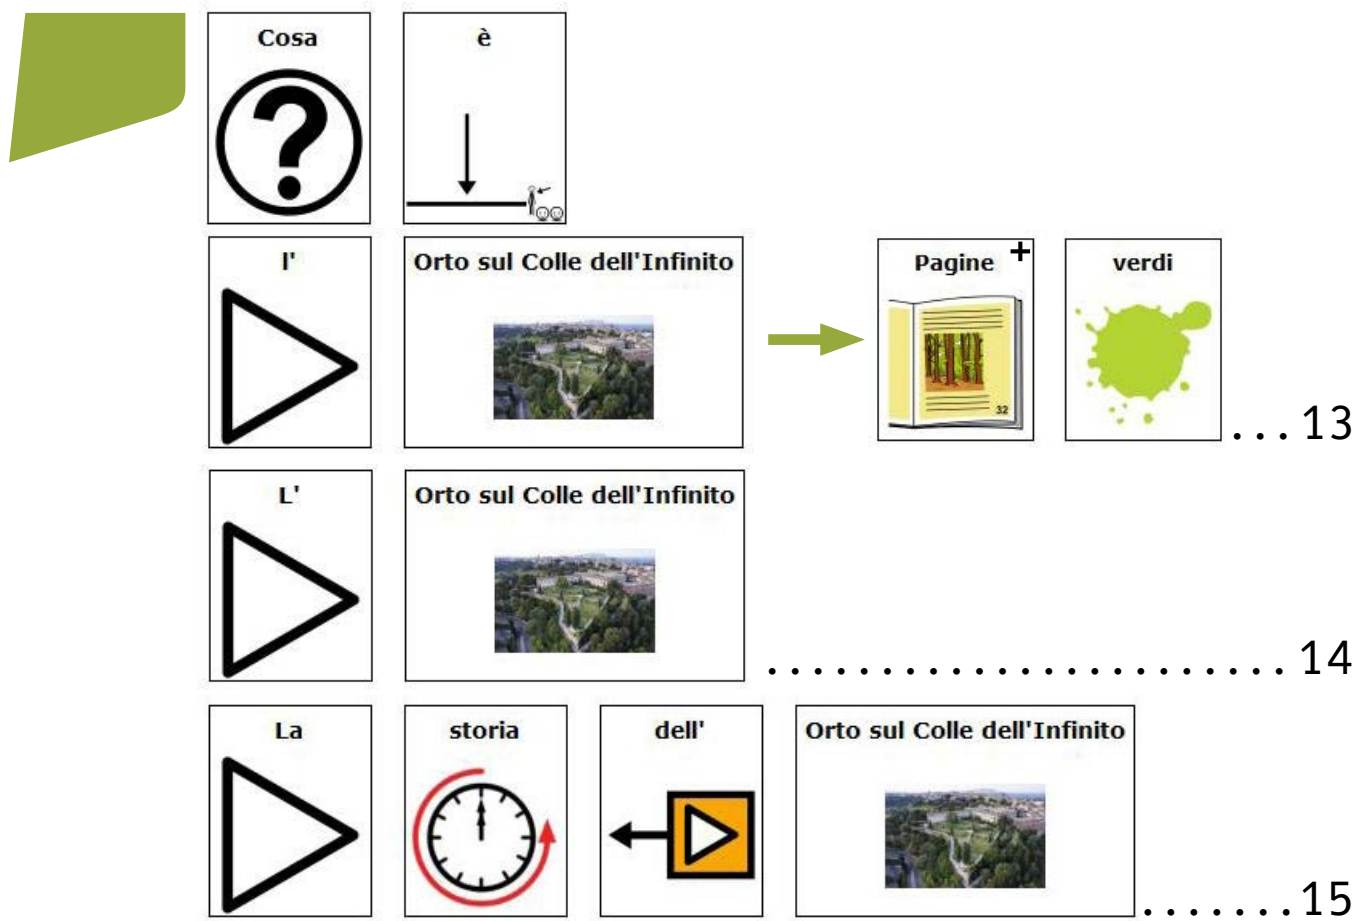 Cosa è
l' Orto sul Colle dell'Infinito Pagine + verdi
32
. . . 13
L' Orto sul Colle dell'Infinito
. . . . . . . . . . . . . . . . . . . . . . . 14
La storia dell' Orto sul Colle dell'Infinito
. . . . . . . 15